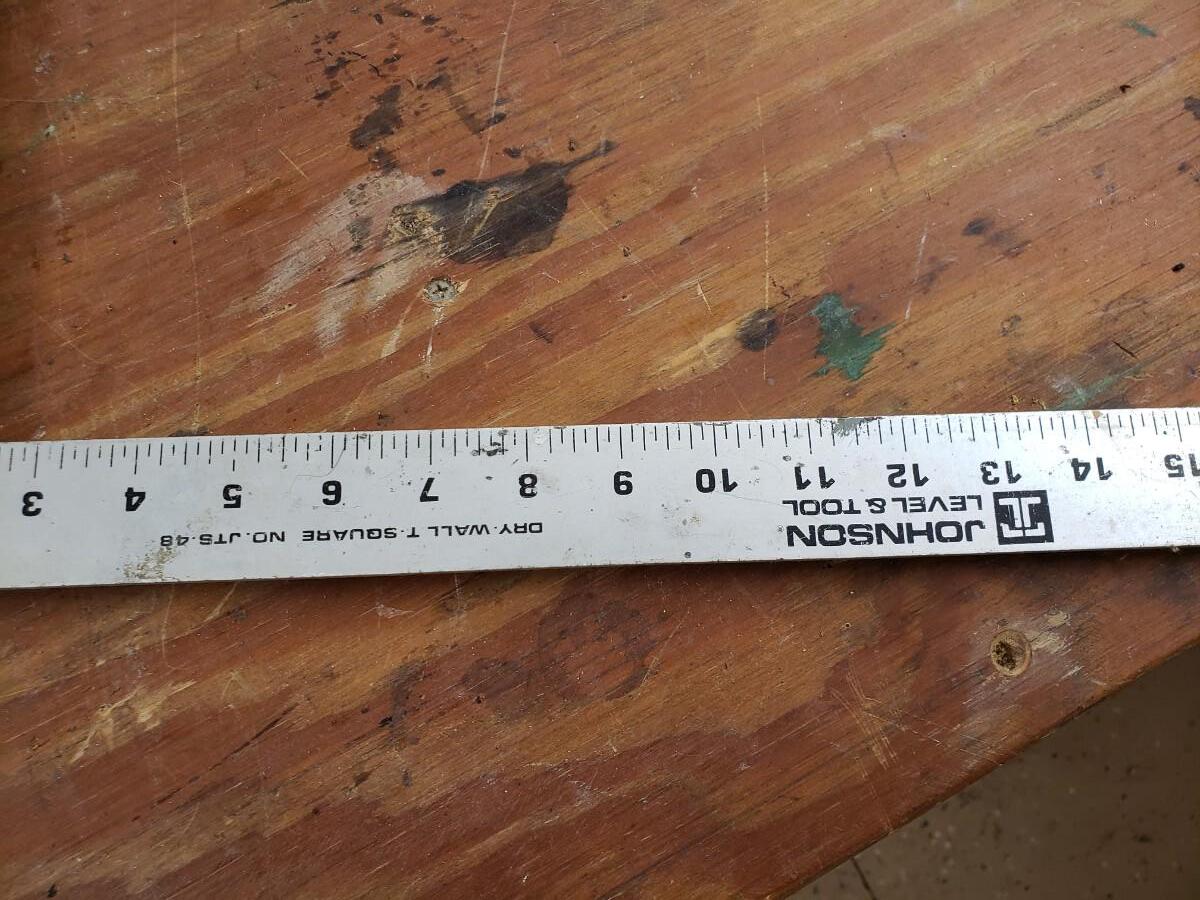 JOHNSON
LEVEL & TOOL
DRY·WALL T·SQUARE NO. JTS-48
15 14 13 12 11 10 9 8 7 6 5 4 3